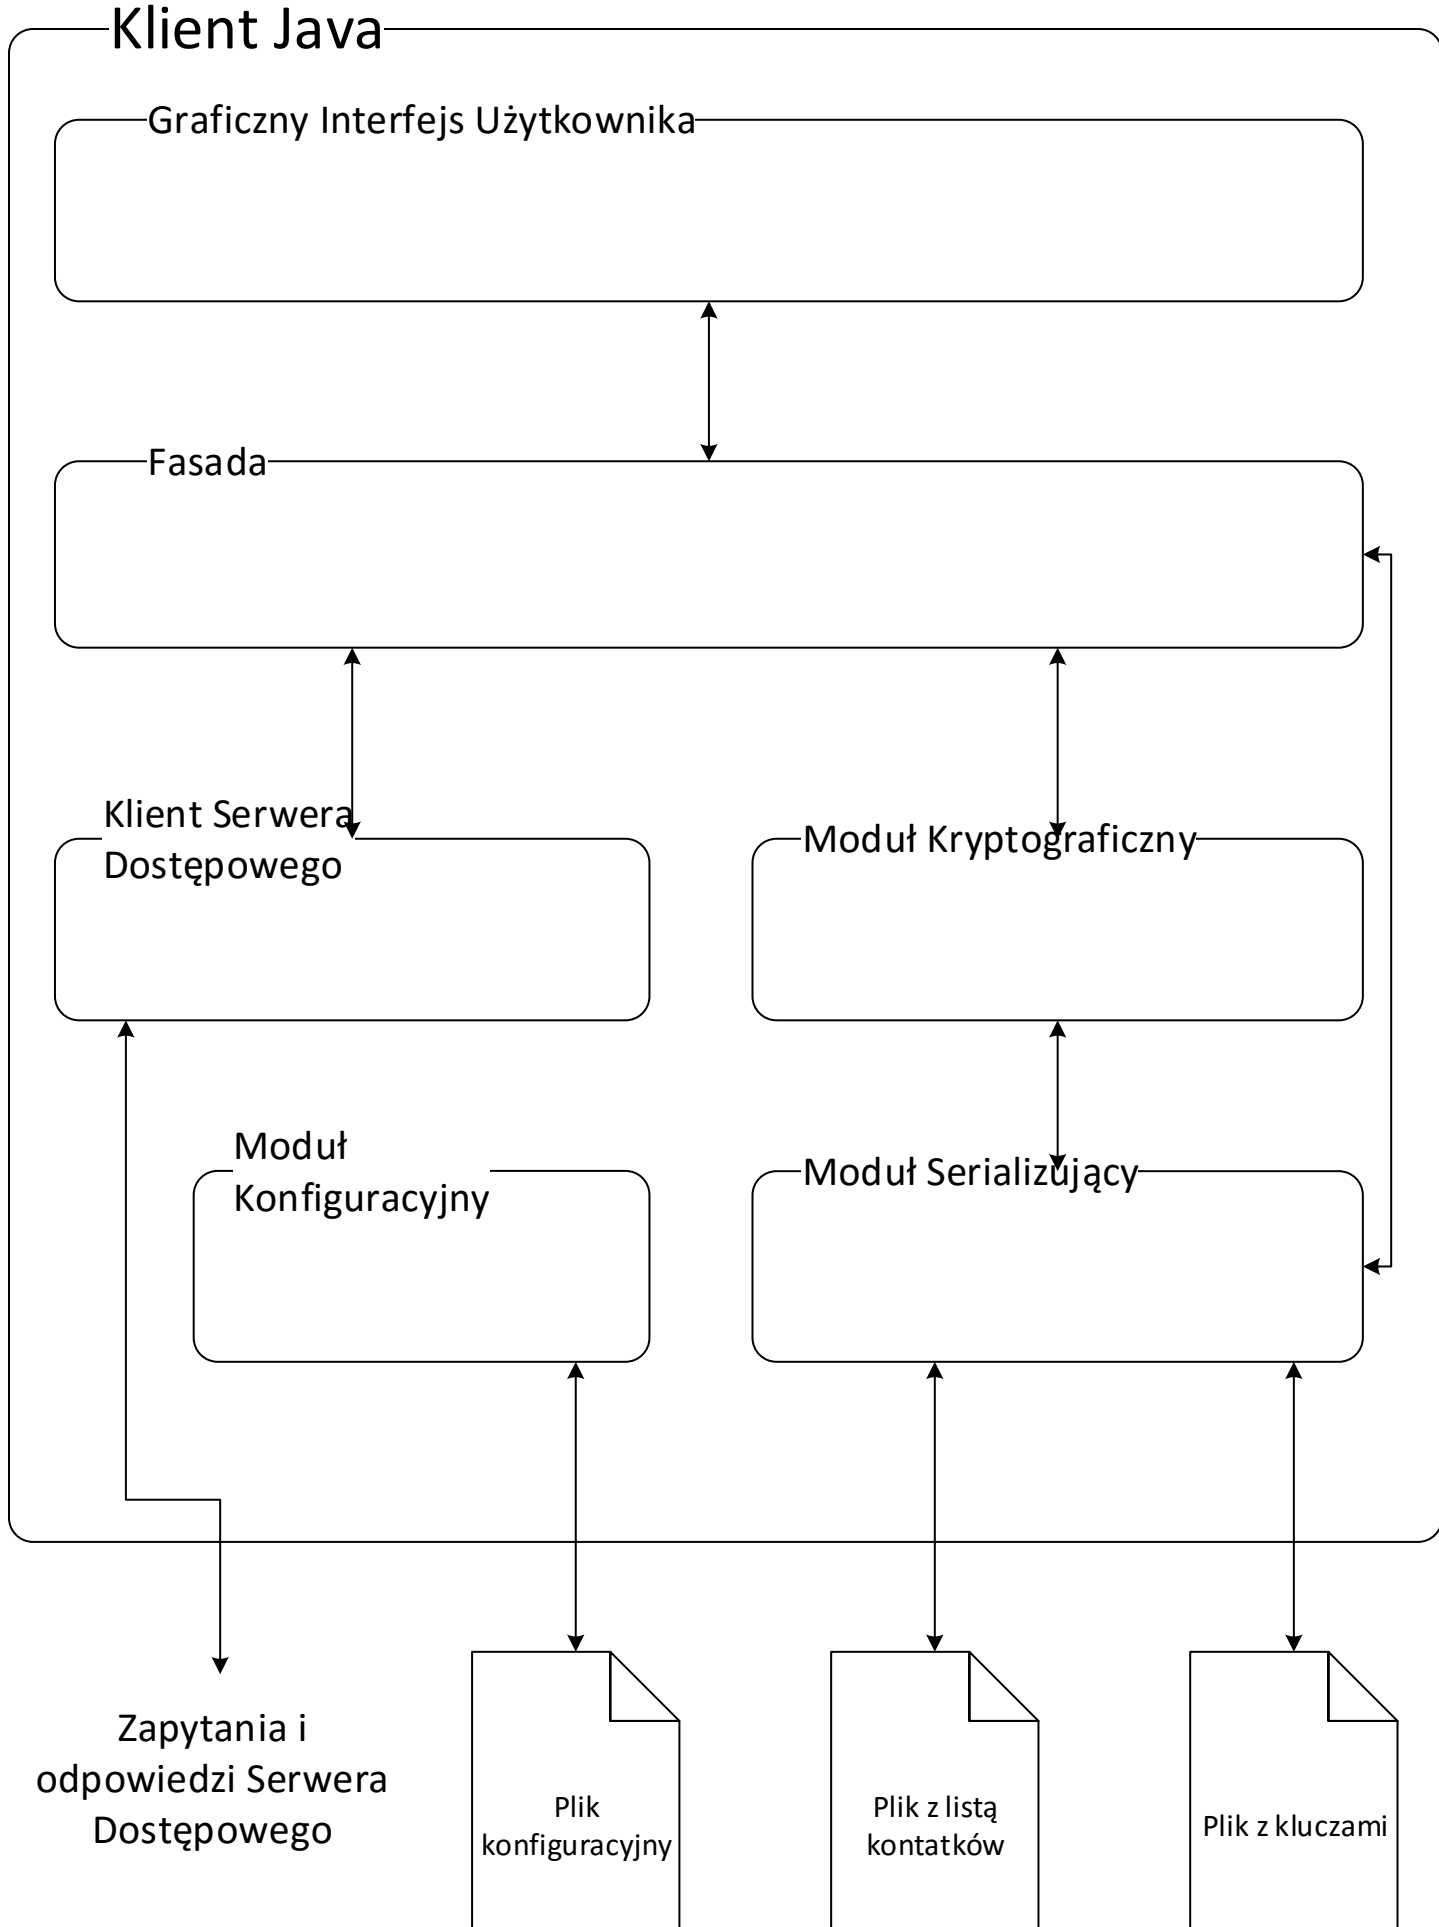 Klient Java
Graficzny Interfejs Użytkownika
Fasada
Klient Serwera
Dostępowego
Moduł Kryptograficzny
Moduł
Konfiguracyjny
Moduł Serializujący
Zapytania i
odpowiedzi Serwera
Dostępowego
Plik
konfiguracyjny
Plik z listą
kontatków
Plik z kluczami